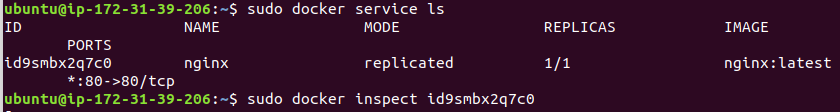 ubuntu@ip-172-31-39-206:~$ sudo docker service ls
ID NAME MODE REPLICAS IMAGE
PORTS
id9smbx2q7c0 nginx replicated 1/1 nginx:latest
*:80->80/tcp
ubuntu@ip-172-31-39-206:~$ sudo docker inspect id9smbx2q7c0